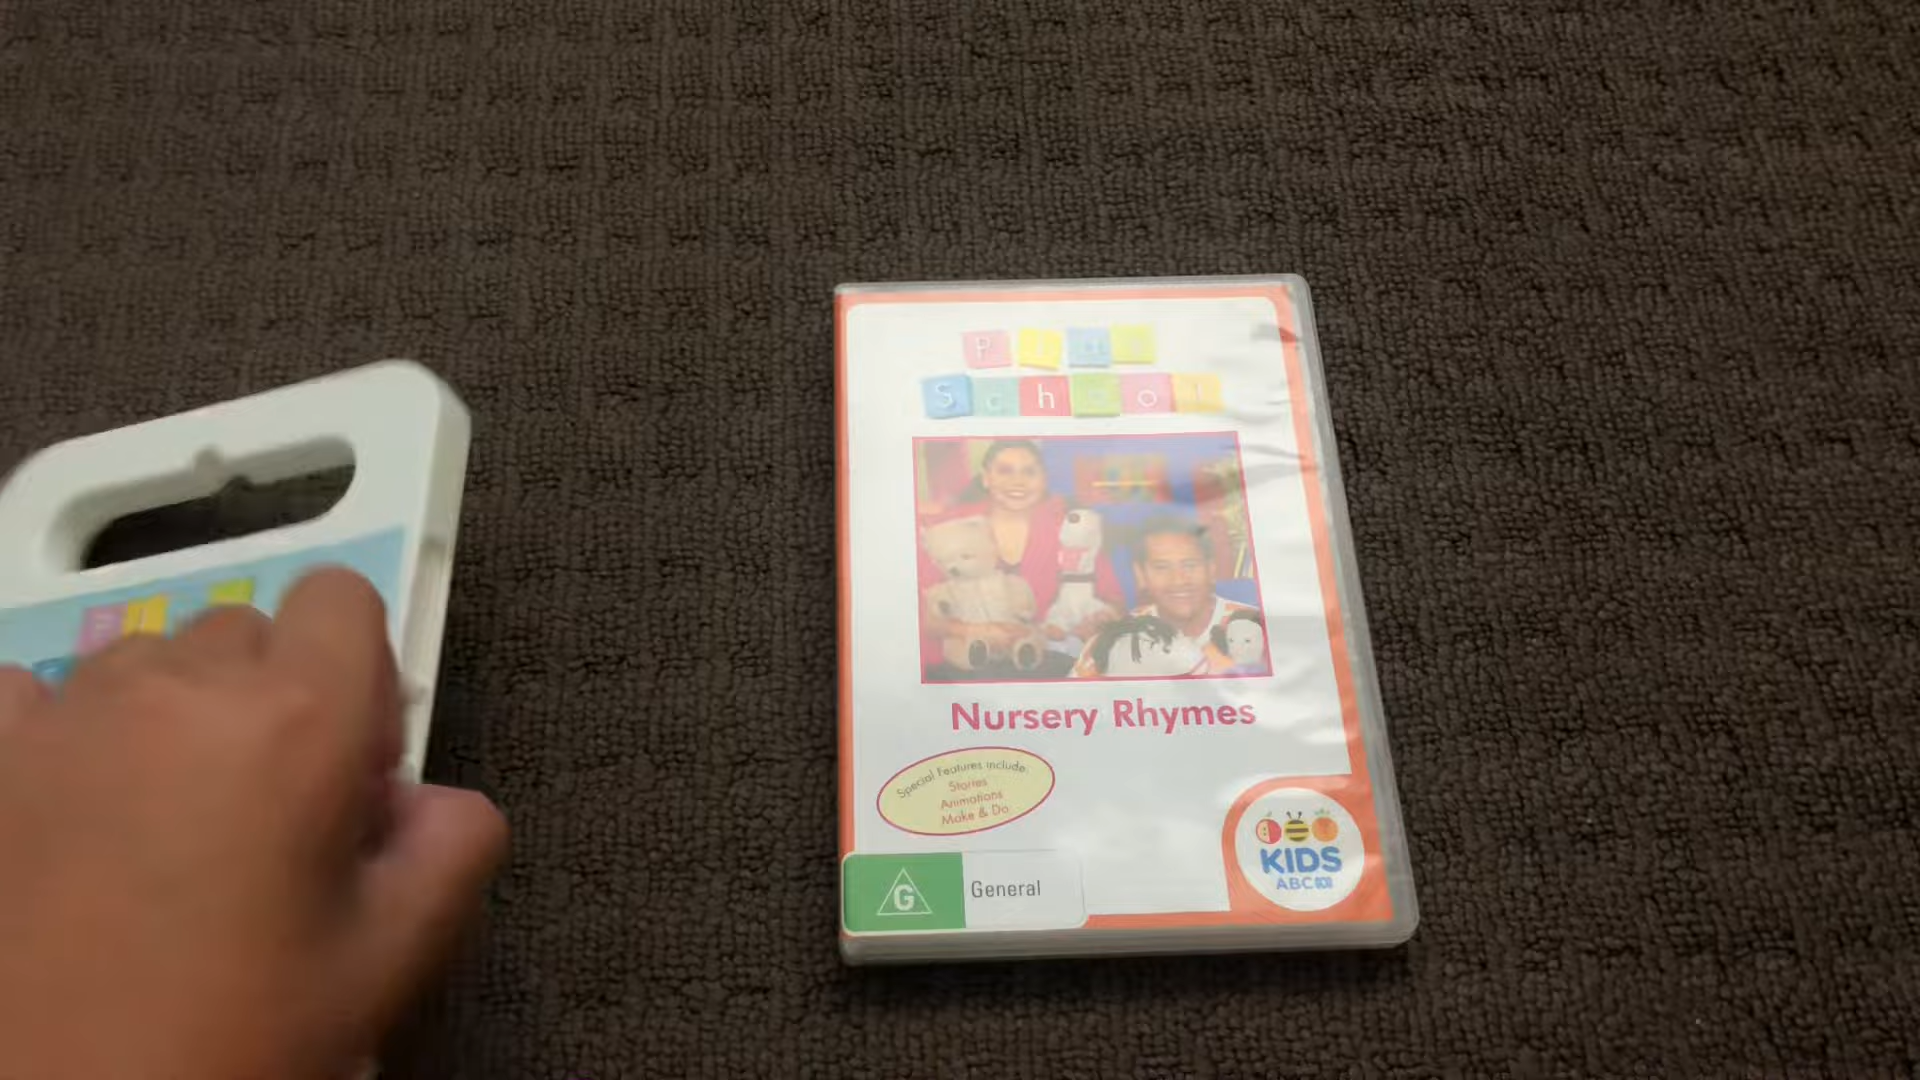 Play
School
Nursery Rhymes
Special Features include:
Stories
Animations
Make & Do
G
General
KIDS
ABC